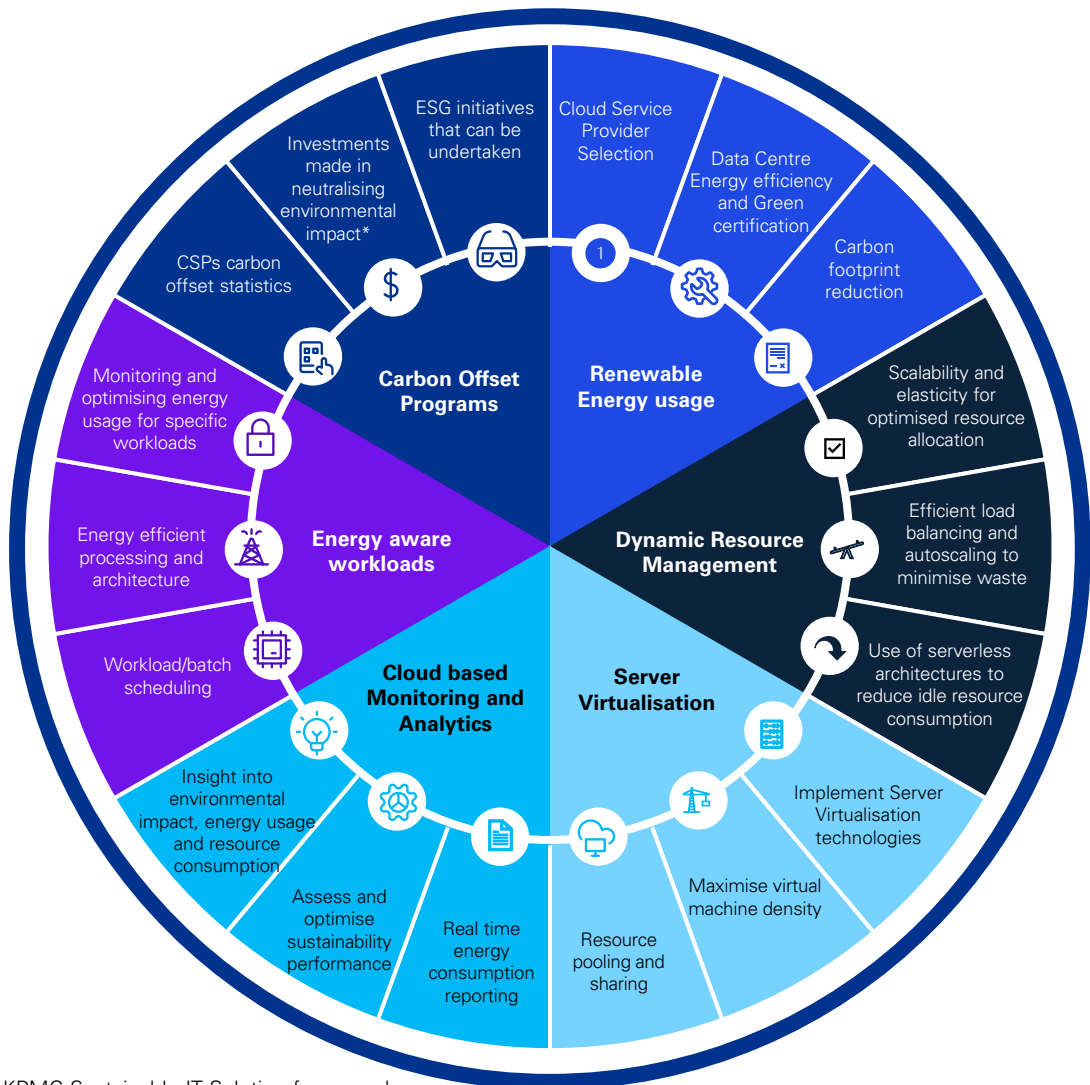 ESG initiatives
that can be
undertaken
Cloud Service
Provider
Selection
Investments
made in
neutralising
environmental
impact*
Data Centre
Energy efficiency
and Green
certification
CSPs carbon
offset statistics
Carbon
footprint
reduction
1
$
Carbon Offset
Programs
Renewable
Energy usage
Monitoring and
optimising energy
usage for specific
workloads
Scalability and
elasticity for
optimised resource
allocation
Energy efficient
processing and
architecture
Energy aware
workloads
Dynamic Resource
Management
Efficient load
balancing and
autoscaling to
minimise waste
Workload/batch
scheduling
Cloud based
Monitoring and
Analytics
Server
Virtualisation
Use of serverless
architectures to
reduce idle resource
consumption
Insight into
environmental
impact, energy usage
and resource
consumption
Implement Server
Virtualisation
technologies
Assess and
optimise
sustainability
performance
Real time
energy
consumption
reporting
Resource
pooling and
sharing
Maximise virtual
machine density